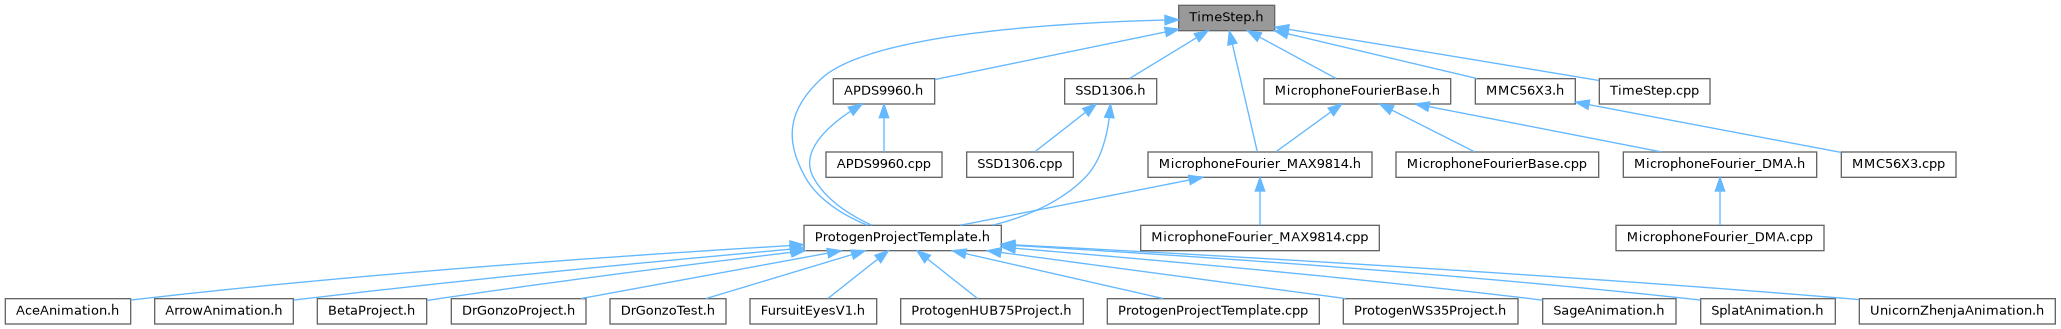 TimeStep.h
APDS9960.h
SSD1306.h
MicrophoneFourierBase.h
MMC56X3.h
TimeStep.cpp
APDS9960.cpp
SSD1306.cpp
MicrophoneFourier_MAX9814.h
MicrophoneFourierBase.cpp
MicrophoneFourier_DMA.h
MMC56X3.cpp
ProtogenProjectTemplate.h
MicrophoneFourier_MAX9814.cpp
MicrophoneFourier_DMA.cpp
AceAnimation.h
ArrowAnimation.h
BetaProject.h
DrGonzoProject.h
DrGonzoTest.h
FursuitEyesV1.h
ProtogenHUB75Project.h
ProtogenProjectTemplate.cpp
ProtogenWS35Project.h
SageAnimation.h
SplatAnimation.h
UnicornZhenjaAnimation.h